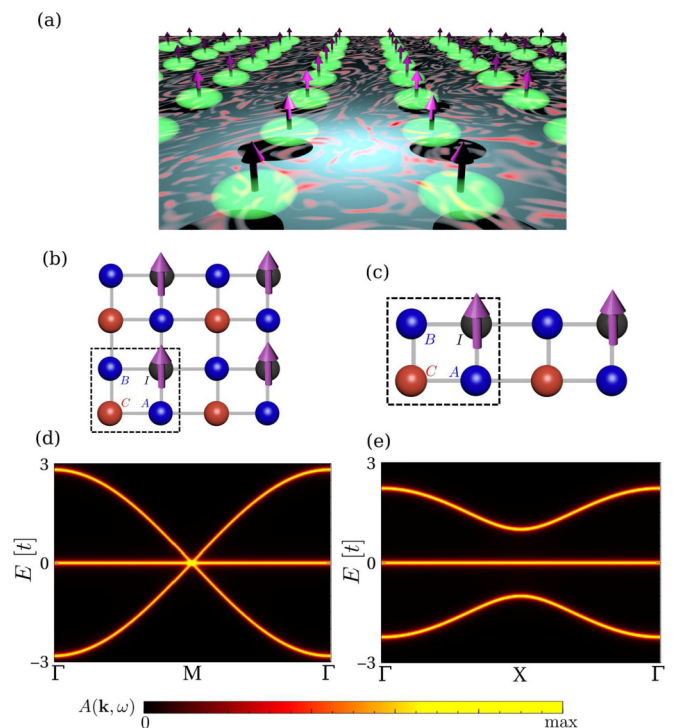 (a)
(b)
(c)
B I
C A
B I
C A
(d)
(e)
3 3
E [t] 0 E [t] 0
−3 −3
Γ M Γ Γ X Γ
A(k, ω)
0 max